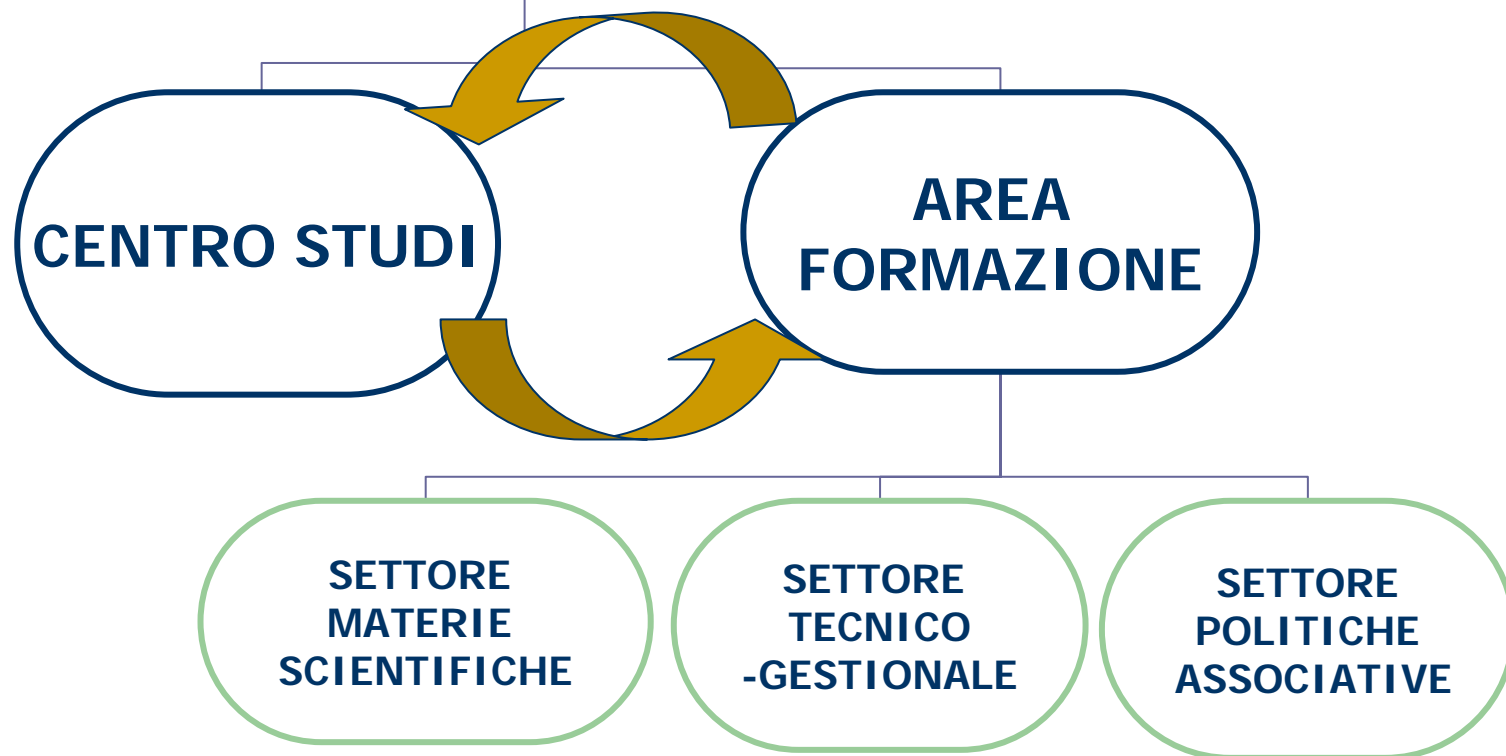 CENTRO STUDI
AREA
FORMAZIONE
SETTORE
MATERIE
SCIENTIFICHE
SETTORE
TECNICO
-GESTIONALE
SETTORE
POLITICHE
ASSOCIATIVE